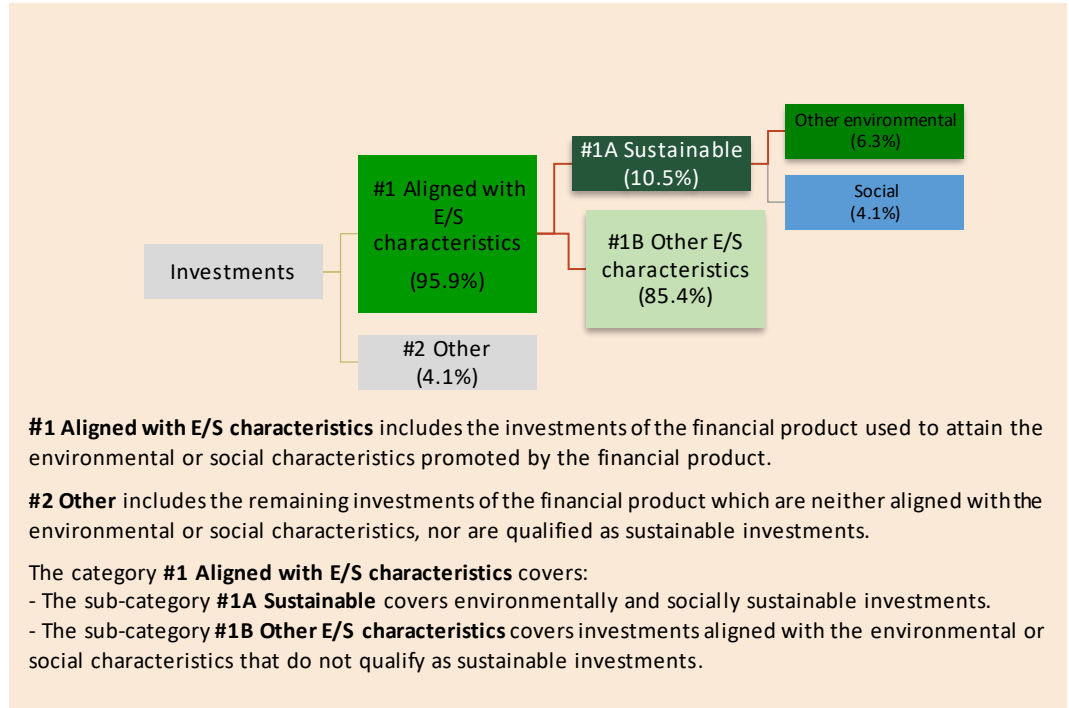 Other environmental
(6.3%)
#1A Sustainable
(10.5%)
#1 Aligned with
E/S
characteristics
(95.9%)
Social
(4.1%)
#1B Other E/S
characteristics
(85.4%)
Investments
#2 Other
(4.1%)
#1 Aligned with E/S characteristics includes the investments of the financial product used to attain the
environmental or social characteristics promoted by the financial product.
#2 Other includes the remaining investments of the financial product which are neither aligned with the
environmental or social characteristics, nor are qualified as sustainable investments.
The category #1 Aligned with E/S characteristics covers:
- The sub-category #1A Sustainable covers environmentally and socially sustainable investments.
- The sub-category #1B Other E/S characteristics covers investments aligned with the environmental or
social characteristics that do not qualify as sustainable investments.